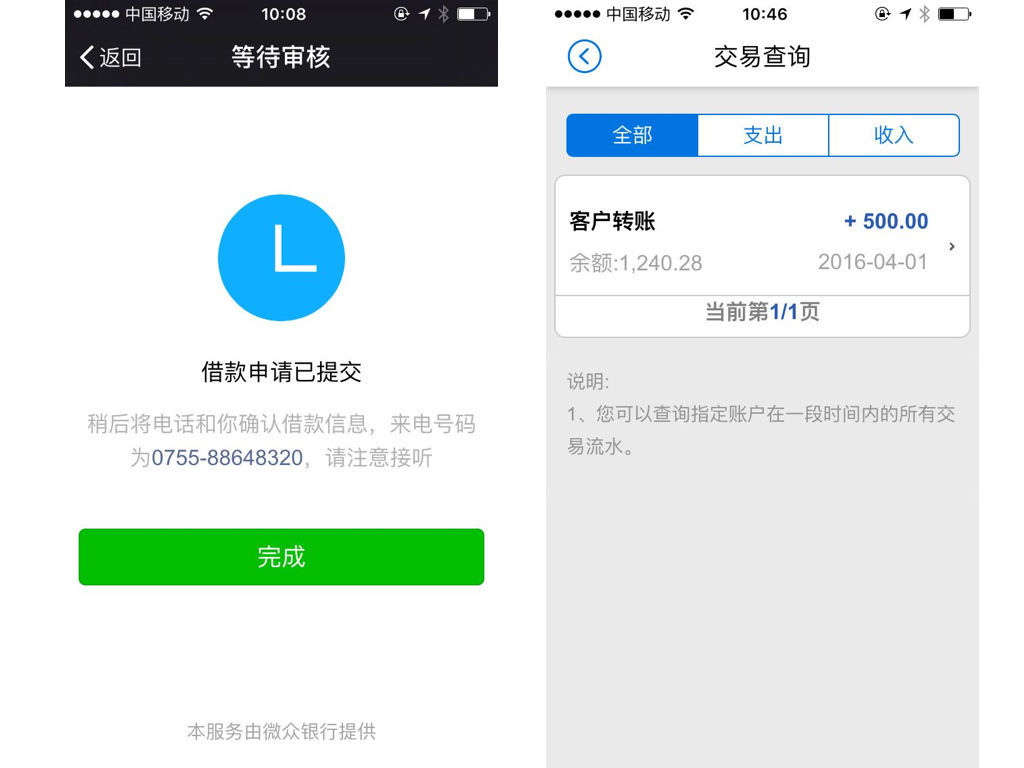 中国移动 10:08
返回 等待审核
借款申请已提交
稍后将电话和你确认借款信息，来电号码
为0755-88648320，请注意接听
完成
本服务由微众银行提供
中国移动 10:46
交易查询
全部 支出 收入
客户转账 + 500.00
余额:1,240.28 2016-04-01
当前第1/1页
说明:
1、您可以查询指定账户在一段时间内的所有交
易流水。